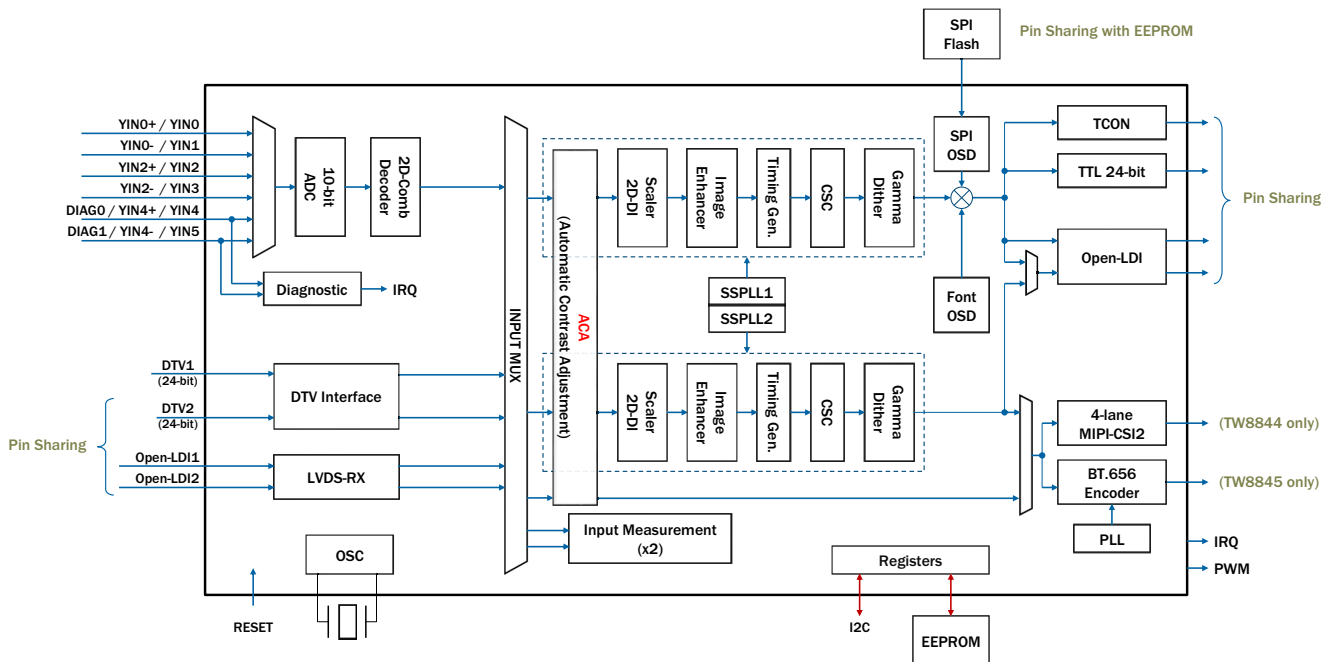 SPI
Flash
Pin Sharing with EEPROM
YIN0+ / YIN0
YIN0- / YIN1
YIN2+ / YIN2
YIN2- / YIN3
DIAG0 / YIN4+ / YIN4
DIAG1 / YIN4- / YIN5
10-bit
ADC
2D-Comb
Decoder
Diagnostic
IRQ
INPUT MUX
ACA
(Automatic Contrast Adjustment)
Scaler
2D-DI
Image
Enhancer
Timing Gen.
CSC
Gamma
Dither
SPI
OSD
Font
OSD
TCON
TTL 24-bit
Open-LDI
Pin Sharing
SSPLL1
SSPLL2
DTV1
(24-bit)
DTV2
(24-bit)
DTV Interface
Pin Sharing
Open-LDI1
Open-LDI2
LVDS-RX
Scaler
2D-DI
Image
Enhancer
Timing Gen.
CSC
Gamma
Dither
4-lane
MIPI-CSI2
(TW8844 only)
BT.656
Encoder
(TW8845 only)
PLL
Input Measurement
(x2)
OSC
Registers
IRQ
PWM
RESET
I2C
EEPROM